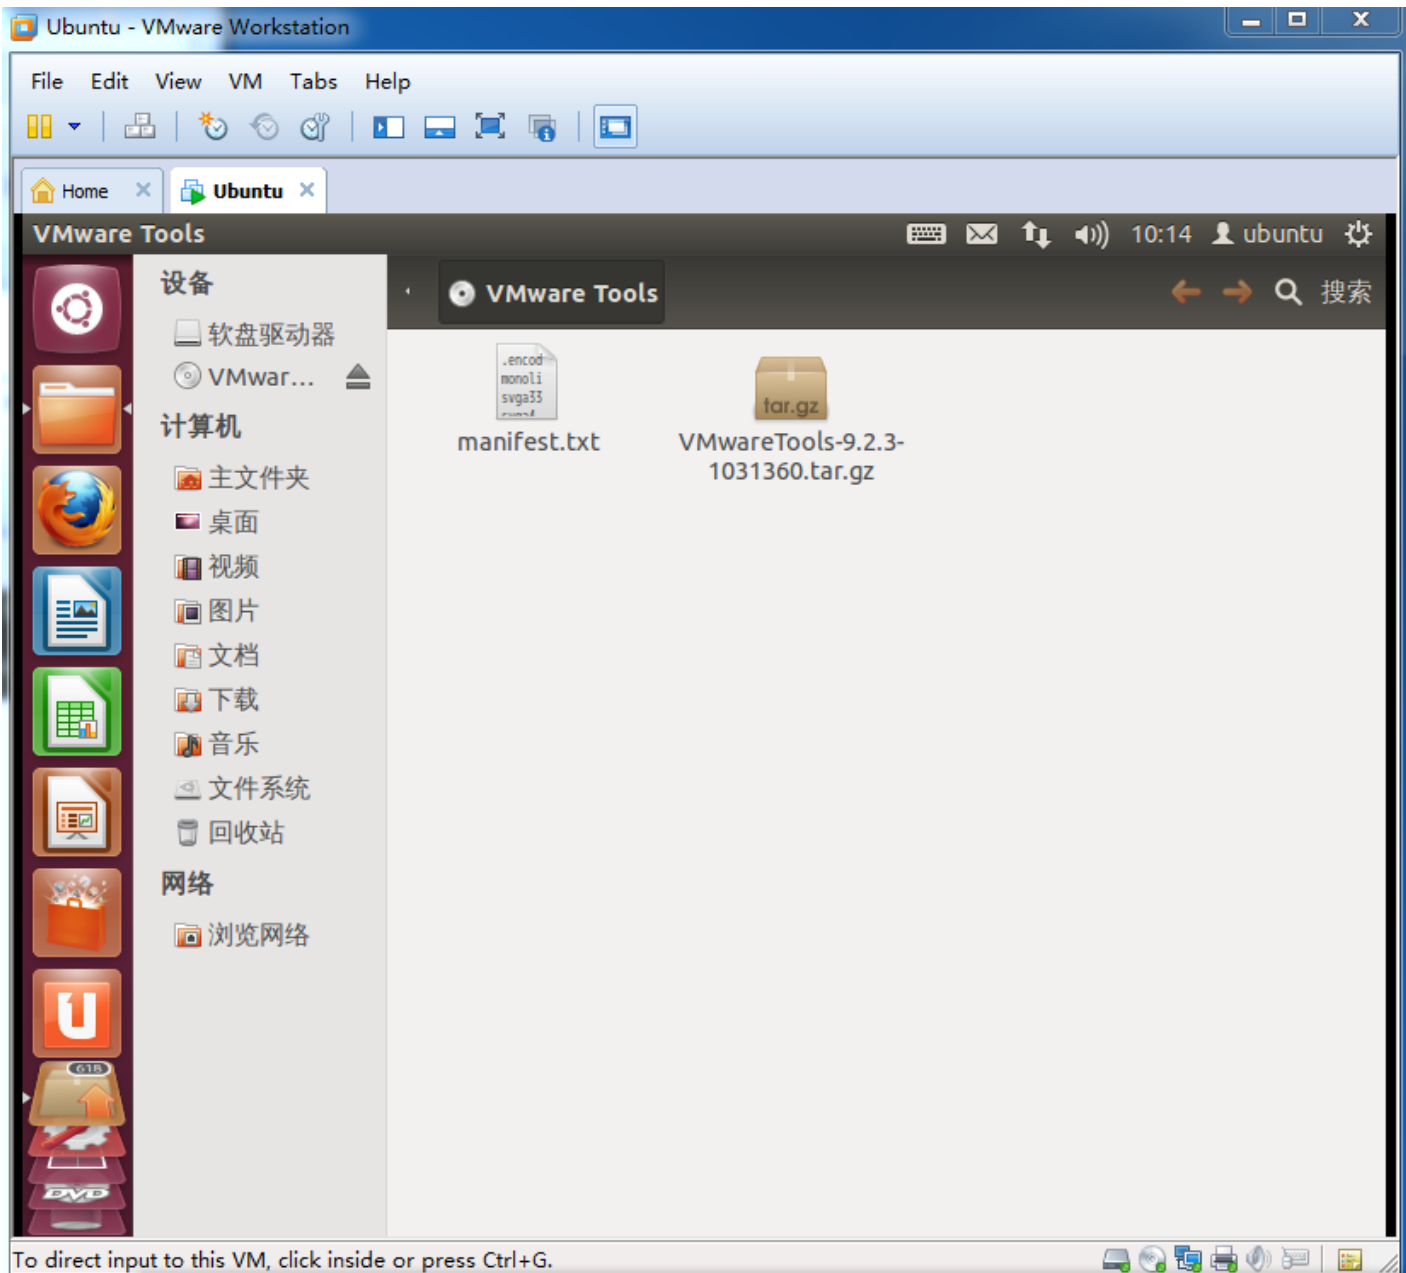 Ubuntu - VMware Workstation
File Edit View VM Tabs Help
Home
Ubuntu
VMware Tools
10:14
ubuntu
设备
VMware Tools
搜索
软盘驱动器
VMwar...
计算机
主文件夹
桌面
视频
图片
文档
下载
音乐
文件系统
回收站
网络
浏览网络
.encod
monoli
svga33
manifest.txt
tar.gz
VMwareTools-9.2.3-
1031360.tar.gz
618
DVD
To direct input to this VM, click inside or press Ctrl+G.